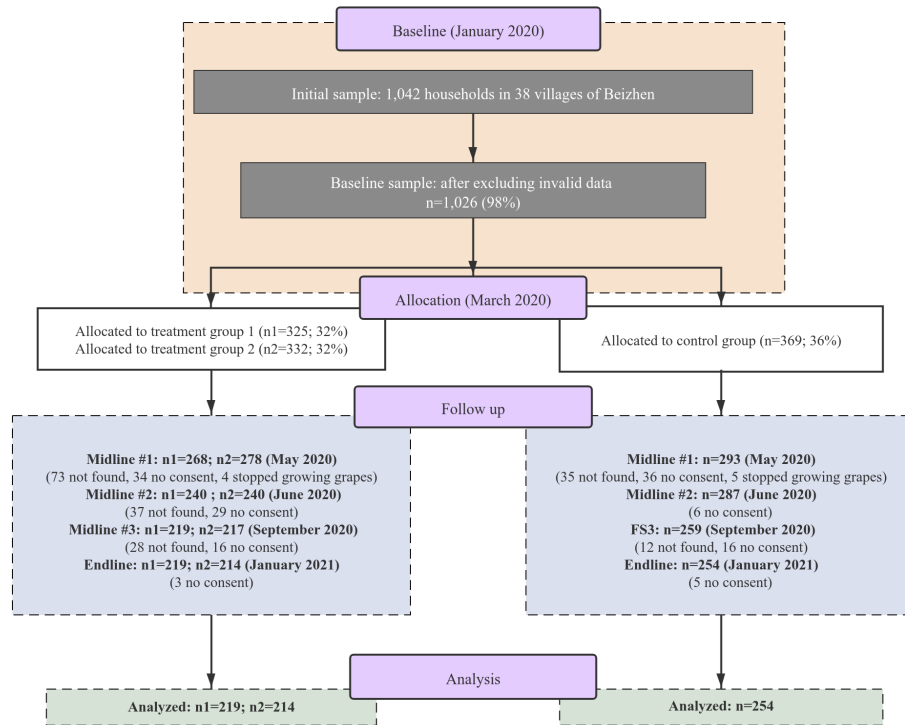 Baseline (January 2020)
Initial sample: 1,042 households in 38 villages of Beizhen
Baseline sample: after excluding invalid data
n=1,026 (98%)
Allocation (March 2020)
Allocated to treatment group 1 (n1=325; 32%)
Allocated to treatment group 2 (n2=332; 32%)
Allocated to control group (n=369; 36%)
Follow up
Midline #1: n1=268; n2=278 (May 2020)
(73 not found, 34 no consent, 4 stopped growing grapes)
Midline #2: n1=240 ; n2=240 (June 2020)
(37 not found, 29 no consent)
Midline #3: n1=219; n2=217 (September 2020)
(28 not found, 16 no consent)
Endline: n1=219; n2=214 (January 2021)
(3 no consent)
Midline #1: n=293 (May 2020)
(35 not found, 36 no consent, 5 stopped growing grapes)
Midline #2: n=287 (June 2020)
(6 no consent)
FS3: n=259 (September 2020)
(12 not found, 16 no consent)
Endline: n=254 (January 2021)
(5 no consent)
Analysis
Analyzed: n1=219; n2=214
Analyzed: n=254